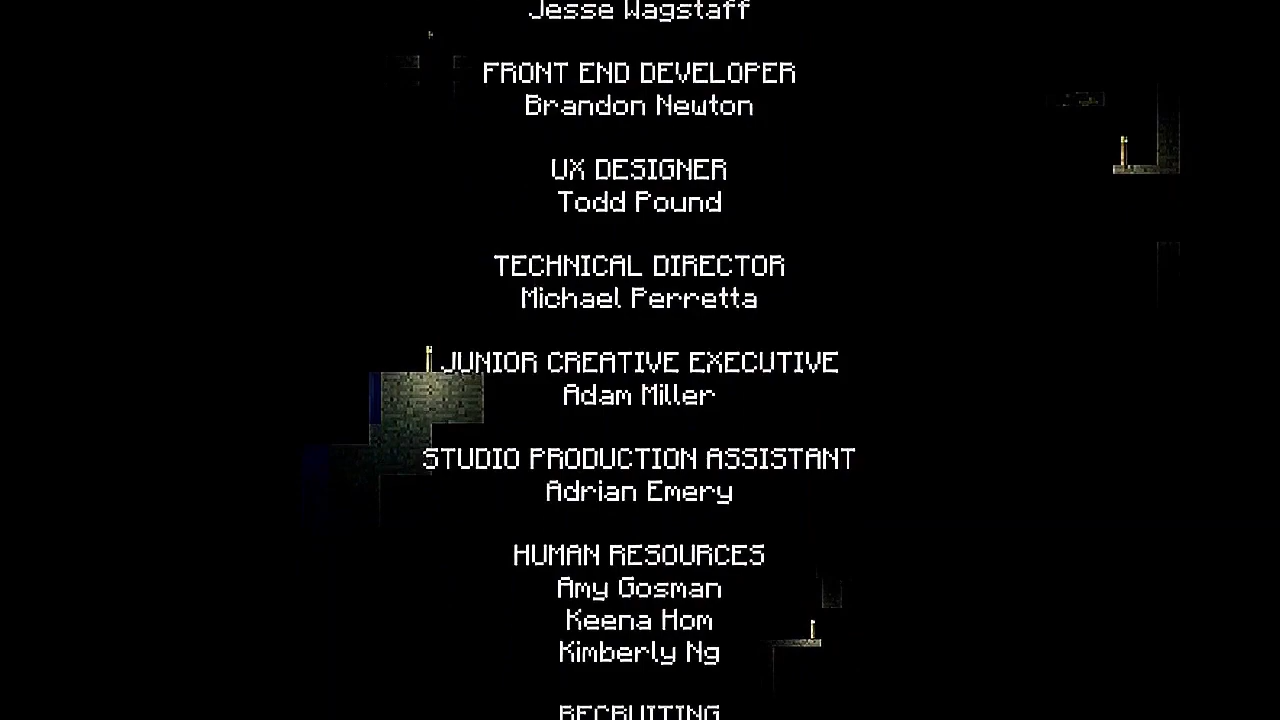 Jesse Wagstaff
FRONT END DEVELOPER
Brandon Newton
UX DESIGNER
Todd Pound
TECHNICAL DIRECTOR
Michael Perretta
JUNIOR CREATIVE EXECUTIVE
Adam Miller
STUDIO PRODUCTION ASSISTANT
Adrian Emery
HUMAN RESOURCES
Amy Gosman
Keena Hom
Kimberly Ng
RECRUITING